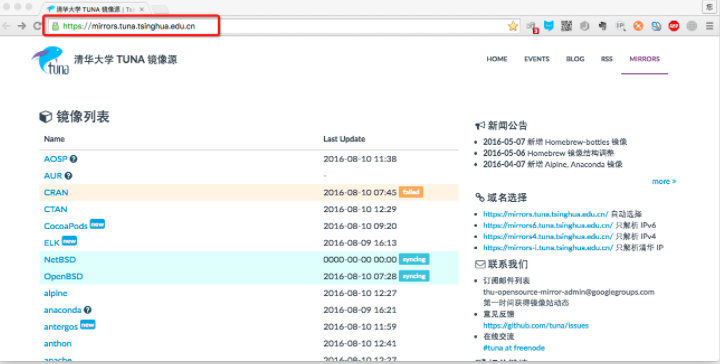 清华大学 TUNA 镜像源 | Ts
您
https://mirrors.tuna.tsinghua.edu.cn
tuna
清华大学 TUNA 镜像源
HOME EVENTS BLOG RSS MIRRORS
镜像列表
Name Last Update
AOSP 2016-08-10 11:38
AUR -
CRAN 2016-08-10 07:45 failed
CTAN 2016-08-10 12:29
CocoaPods new 2016-08-10 09:20
ELK new 2016-08-09 16:13
NetBSD 0000-00-00 00:00 syncing
OpenBSD 2016-08-10 07:28 syncing
alpine 2016-08-10 12:27
anaconda 2016-08-09 16:21
antergos new 2016-08-10 11:59
anthon 2016-08-10 12:41
apache 2016-08-10 12:27
新闻公告
2016-05-07 新增 Homebrew-bottles 镜像
2016-05-06 Homebrew 镜像结构调整
2016-04-07 新增 Alpine, Anaconda 镜像
more >
域名选择
https://mirrors.tuna.tsinghua.edu.cn/ 自动选择
https://mirrors6.tuna.tsinghua.edu.cn/ 只解析 IPv6
https://mirrors4.tuna.tsinghua.edu.cn/ 只解析 IPv4
https://mirrors-i.tuna.tsinghua.edu.cn/ 只解析清华 IP
联系我们
订阅邮件列表
thu-opensource-mirror-admin@googlegroups.com
第一时间获得镜像站动态
意见反馈
https://github.com/tuna/issues
在线交流
#tuna at freenode